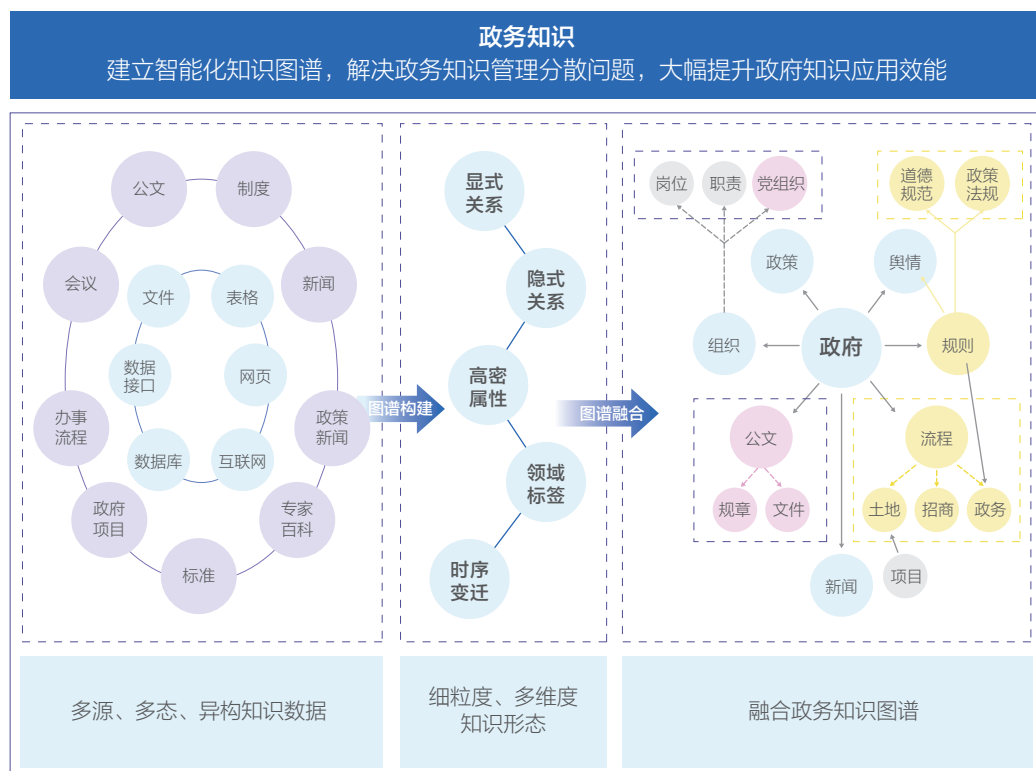 政务知识
建立智能化知识图谱，解决政务知识管理分散问题，大幅提升政府知识应用效能
公文
制度
会议
新闻
文件
表格
数据
接口
网页
办事
流程
政策
新闻
数据库
互联网
政府
项目
专家
百科
标准
图谱构建
显式
关系
隐式
关系
高密
属性
领域
标签
时序
变迁
图谱融合
岗位
职责
党组织
道德
规范
政策
法规
政策
舆情
组织
政府
规则
公文
流程
规章
文件
土地
招商
政务
新闻
项目
多源、多态、异构知识数据
细粒度、多维度
知识形态
融合政务知识图谱